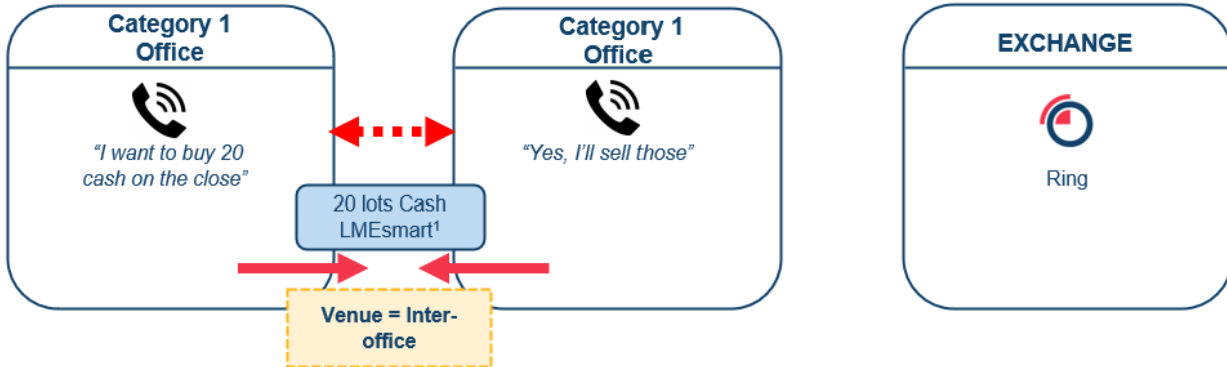 Category 1
Office
“I want to buy 20
cash on the close”
20 lots Cash
LMEsmart¹
Venue = Inter-
office
Category 1
Office
“Yes, I’ll sell those”
EXCHANGE
Ring